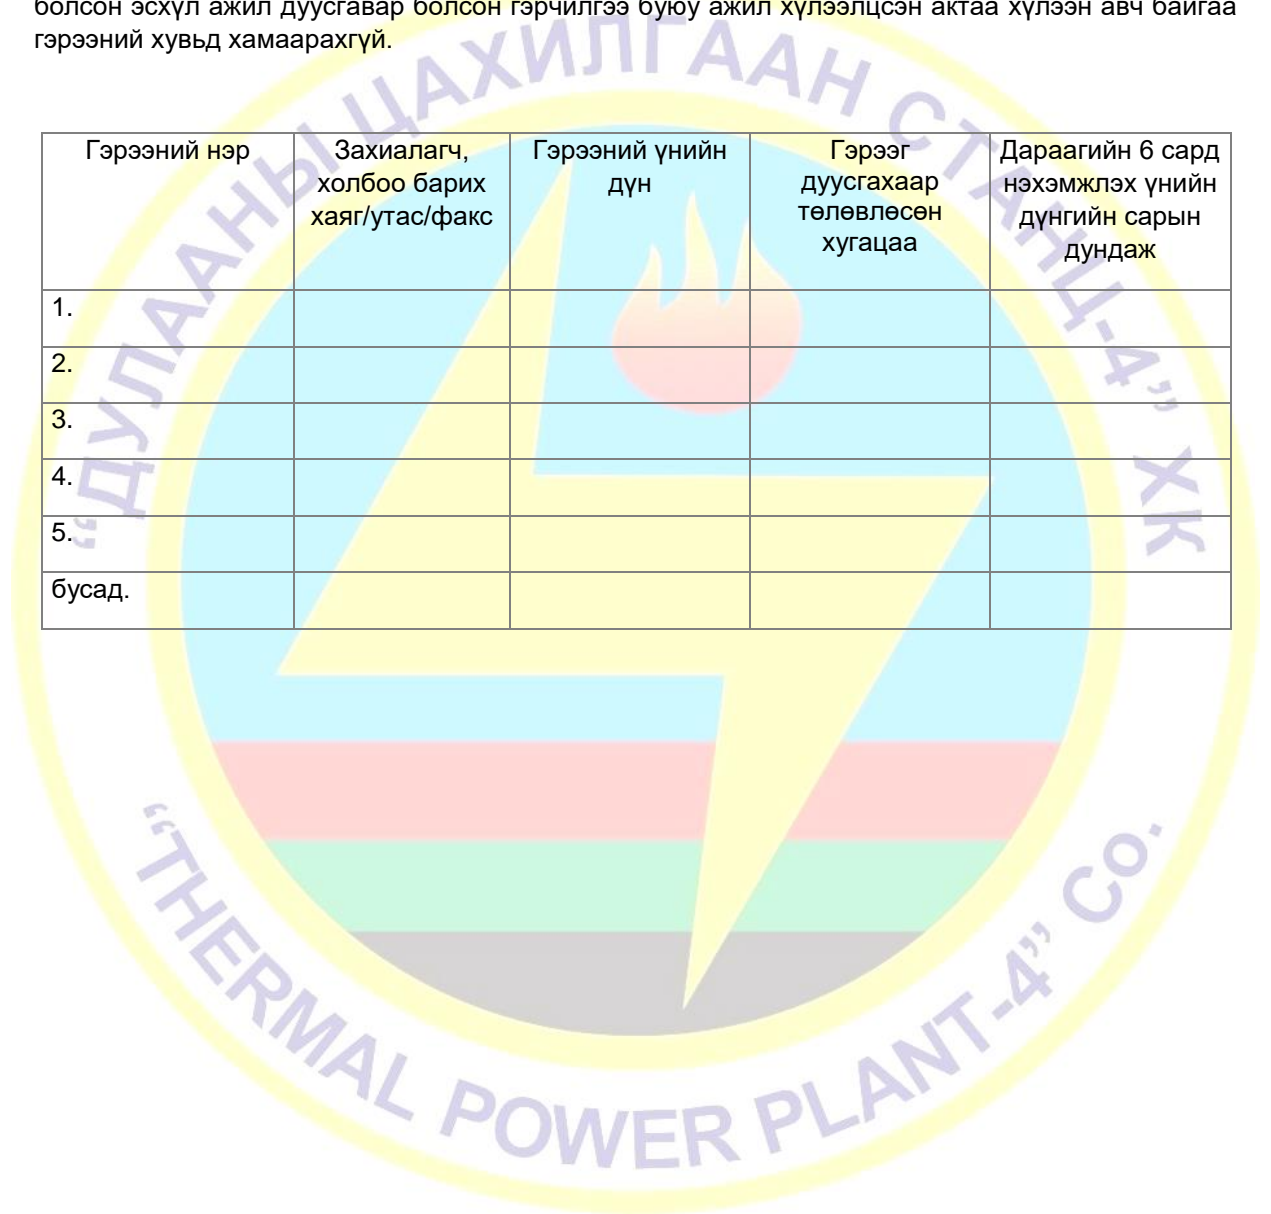 болсон эсхүл ажил дуусгавар болсон гэрчилгээ буюу ажил хүлээлцсэн актаа хүлээн авч байгаа
гэрээний хувьд хамаарахгүй.
Гэрээний нэр
Захиалагч,
холбоо барих
хаяг/утас/факс
Гэрээний үнийн
дүн
Гэрээг
дуусгахаар
төлөвлөсөн
хугацаа
Дараагийн 6 сард
нэхэмжлэх үнийн
дүнгийн сарын
дундаж
1.
2.
3.
4.
5.
бусад.
“ДУЛААНЫ ЦАХИЛГААН СТАНЦ-4” ХК
“THERMAL POWER PLANT-4” Co.